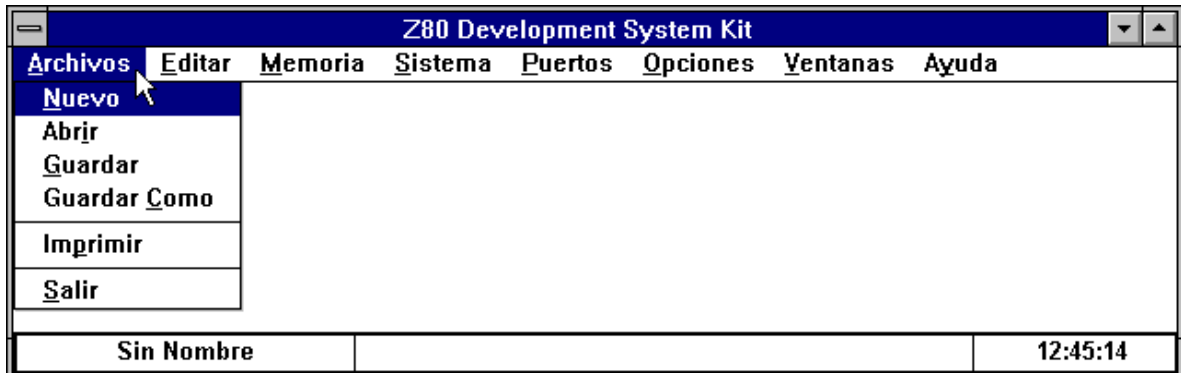 Z80 Development System Kit
Archivos Editar Memoria Sistema Puertos Opciones Ventanas Ayuda
Nuevo
Abrir
Guardar
Guardar Como
Imprimir
Salir
Sin Nombre 12:45:14